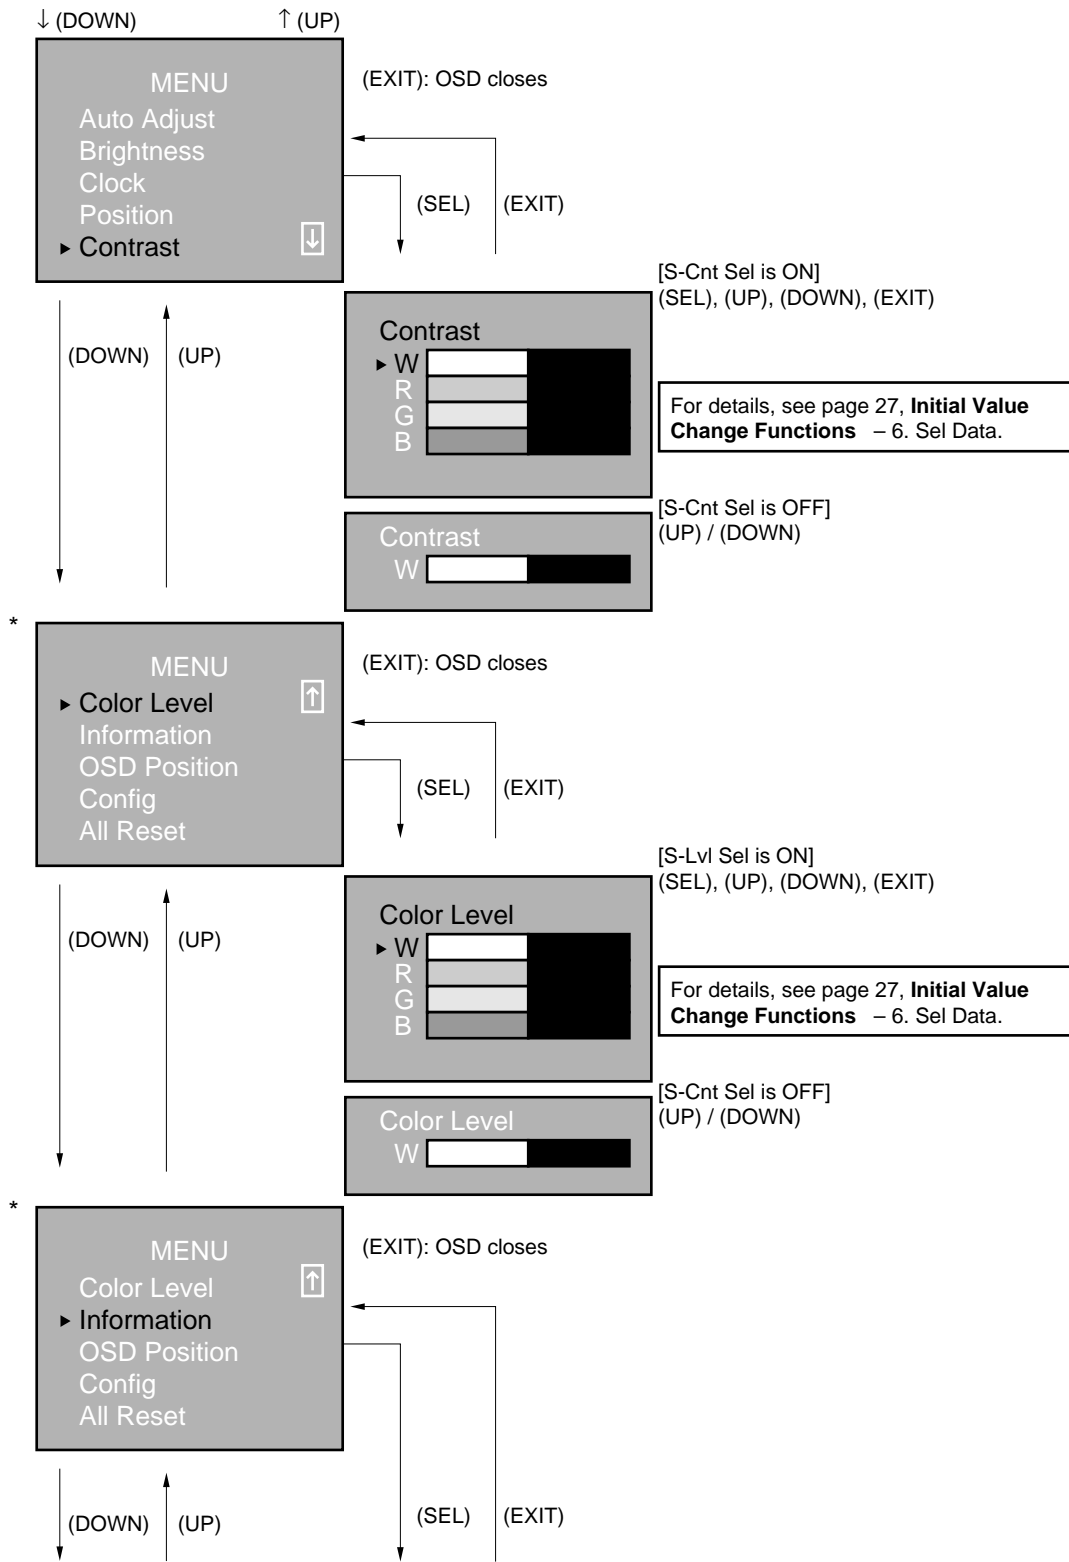 ↓ (DOWN) ↑ (UP)
MENU
Auto Adjust
Brightness
Clock
Position
▸ Contrast ↓
(EXIT): OSD closes
(SEL) (EXIT)
(DOWN) (UP)
[S-Cnt Sel is ON]
(SEL), (UP), (DOWN), (EXIT)
Contrast
▸ W
R
G
B
For details, see page 27, Initial Value
Change Functions – 6. Sel Data.
[S-Cnt Sel is OFF]
(UP) / (DOWN)
Contrast
W
*
MENU
▸ Color Level ↑
Information
OSD Position
Config
All Reset
(EXIT): OSD closes
(SEL) (EXIT)
(DOWN) (UP)
[S-Lvl Sel is ON]
(SEL), (UP), (DOWN), (EXIT)
Color Level
▸ W
R
G
B
For details, see page 27, Initial Value
Change Functions – 6. Sel Data.
[S-Cnt Sel is OFF]
(UP) / (DOWN)
Color Level
W
*
MENU
Color Level ↑
▸ Information
OSD Position
Config
All Reset
(EXIT): OSD closes
(SEL) (EXIT)
(DOWN) (UP)